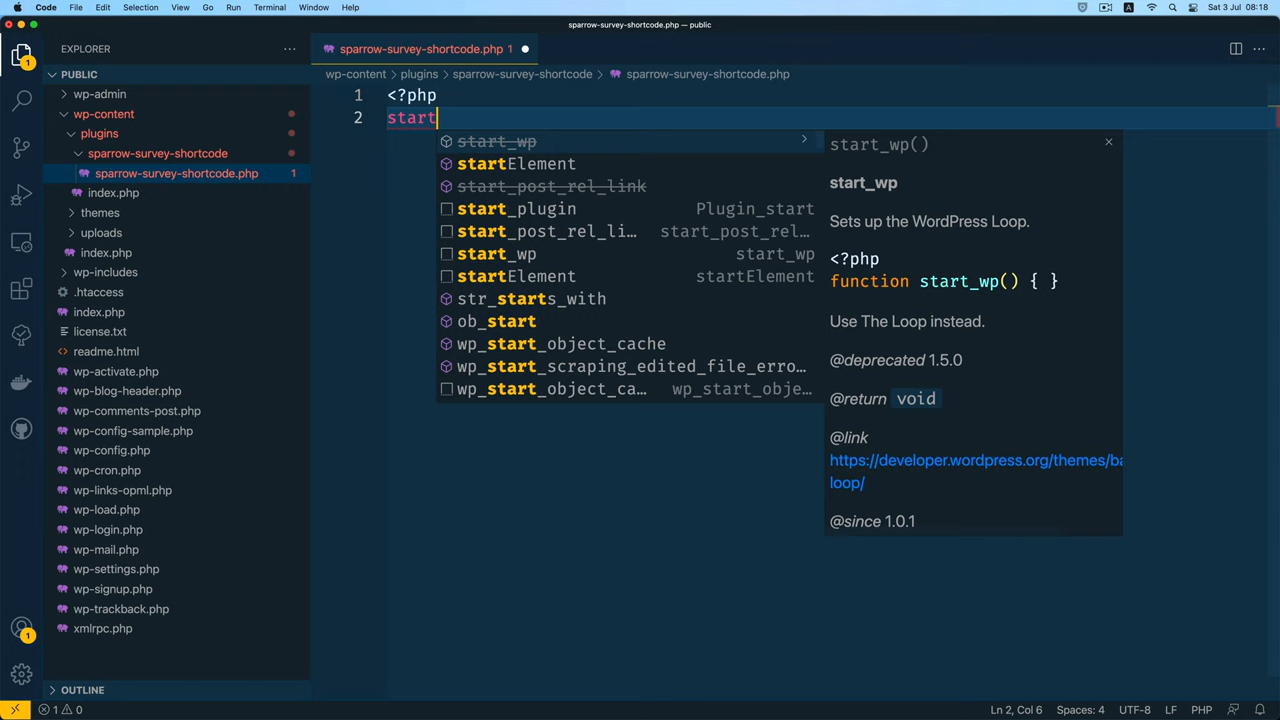 Code File Edit Selection View Go Run Terminal Window Help
A Sat 3 Jul 08:18
sparrow-survey-shortcode.php — public
EXPLORER
sparrow-survey-shortcode.php 1
PUBLIC
wp-admin
wp-content
plugins
sparrow-survey-shortcode
sparrow-survey-shortcode.php 1
index.php
themes
uploads
index.php
wp-includes
.htaccess
index.php
license.txt
readme.html
wp-activate.php
wp-blog-header.php
wp-comments-post.php
wp-config-sample.php
wp-config.php
wp-cron.php
wp-links-opml.php
wp-load.php
wp-login.php
wp-mail.php
wp-settings.php
wp-signup.php
wp-trackback.php
xmlrpc.php
OUTLINE
1
1
wp-content > plugins > sparrow-survey-shortcode > sparrow-survey-shortcode.php
1 <?php
2 start
start_wp
startElement
start_post_rel_link
start_plugin Plugin_start
start_post_rel_li… start_post_rel…
start_wp start_wp
startElement startElement
str_starts_with
ob_start
wp_start_object_cache
wp_start_scraping_edited_file_erro…
wp_start_object_ca… wp_start_obje…
start_wp()
start_wp
Sets up the WordPress Loop.
<?php
function start_wp() { }
Use The Loop instead.
@deprecated 1.5.0
@return void
@link
https://developer.wordpress.org/themes/ba
loop/
@since 1.0.1
1 0
Ln 2, Col 6 Spaces: 4 UTF-8 LF PHP